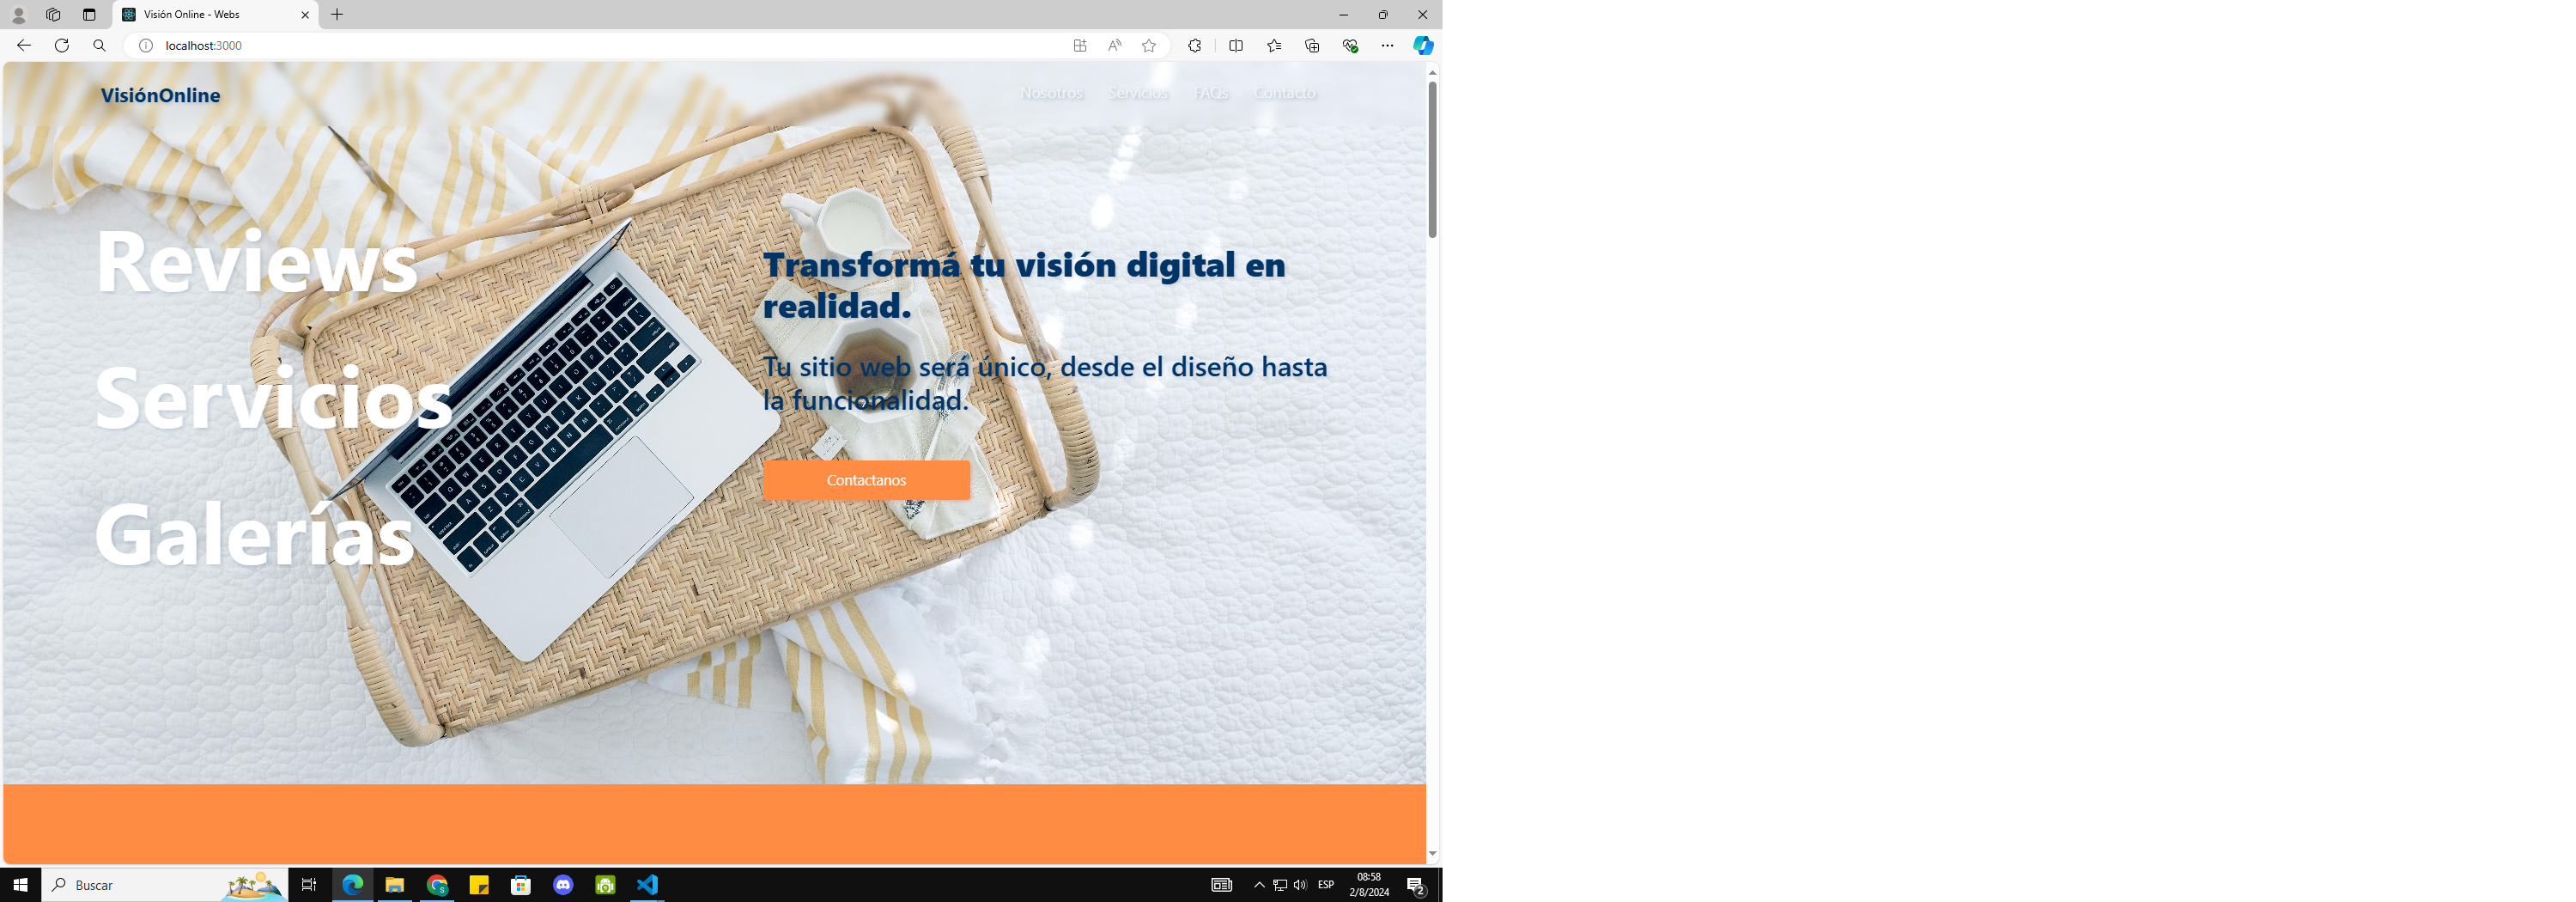 Visión Online - Webs
localhost:3000
VisiónOnline
Nosotros Servicios FAQs Contacto
Reviews
Servicios
Galerías
Transformá tu visión digital en
realidad.
Tu sitio web será único, desde el diseño hasta
la funcionalidad.
Contactanos
Buscar
ESP
08:58
2/8/2024
2